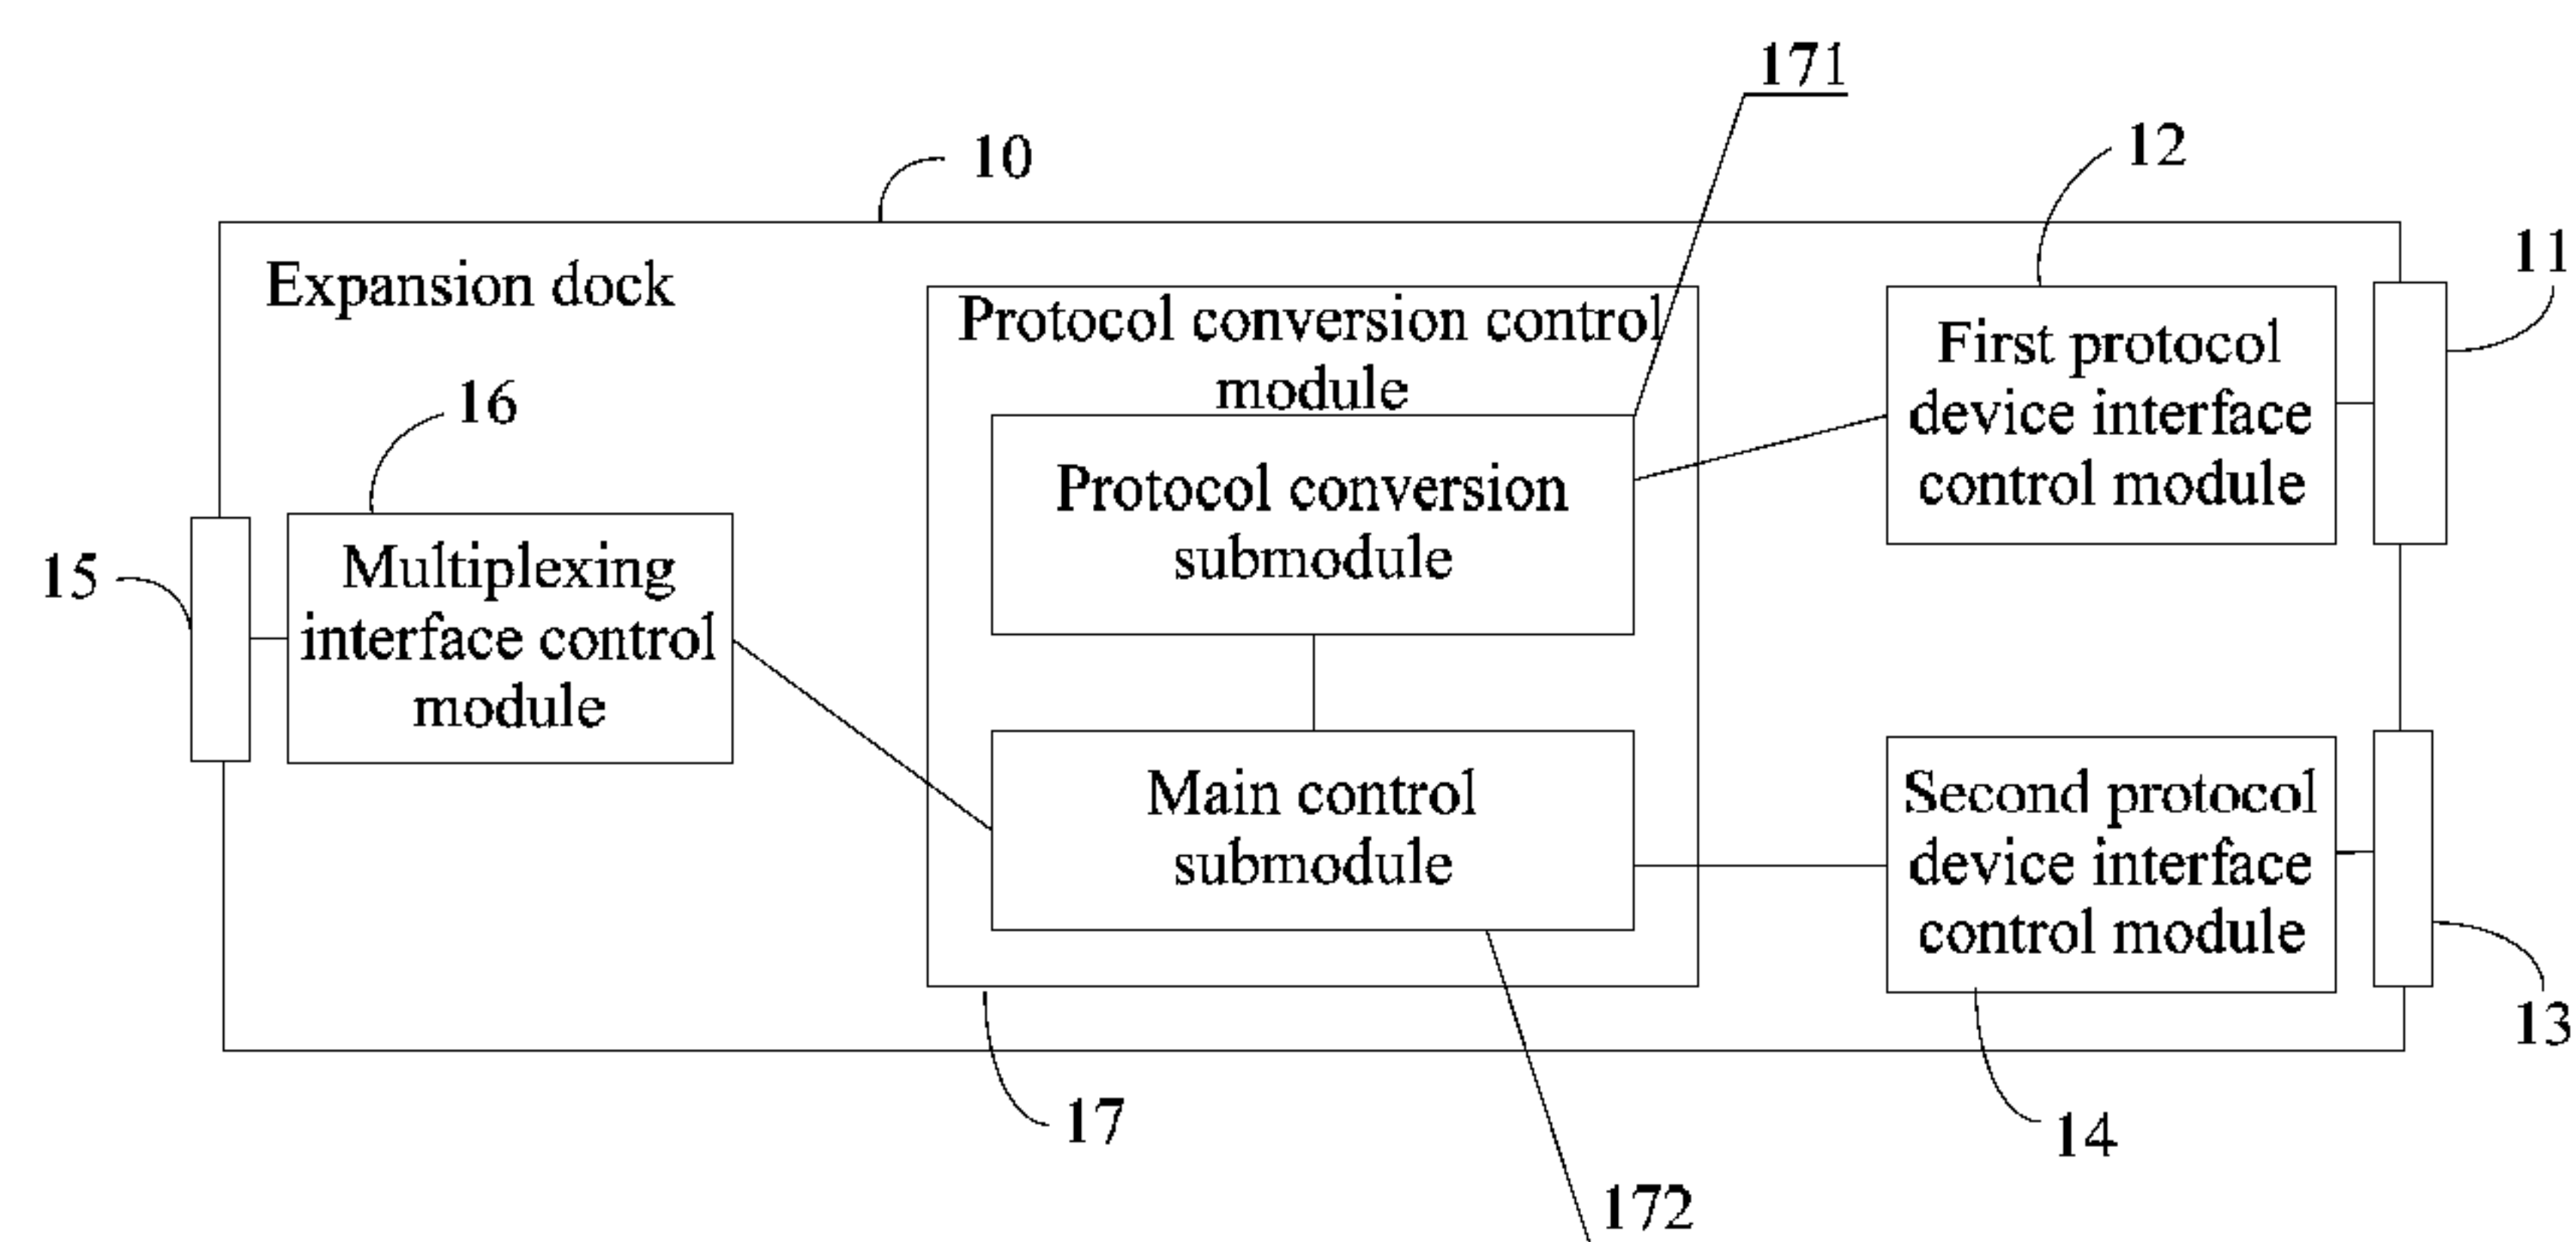 171
10
12
11
Expansion dock
Protocol conversion control
module
First protocol
device interface
control module
16
Protocol conversion
submodule
15
Multiplexing
interface control
module
Main control
submodule
Second protocol
device interface
control module
13
17
14
172